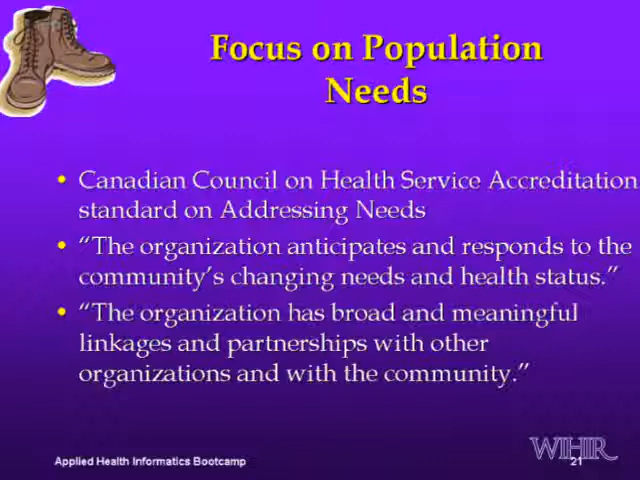 Focus on Population
Needs
• Canadian Council on Health Service Accreditation
standard on Addressing Needs
• “The organization anticipates and responds to the
community’s changing needs and health status.”
• “The organization has broad and meaningful
linkages and partnerships with other
organizations and with the community.”
WIHIR
Applied Health Informatics Bootcamp 21